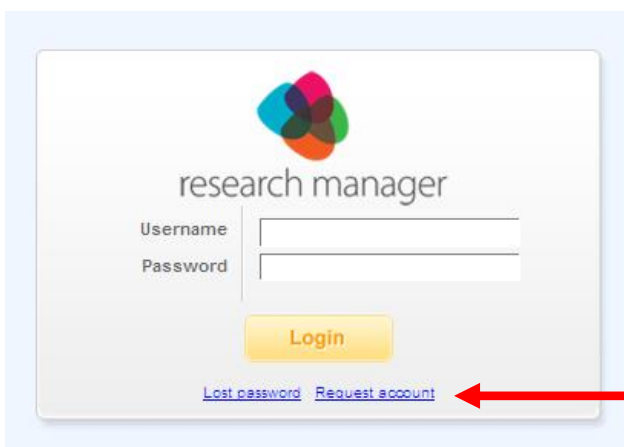 research manager
Username
Password
Login
Lost password Request account